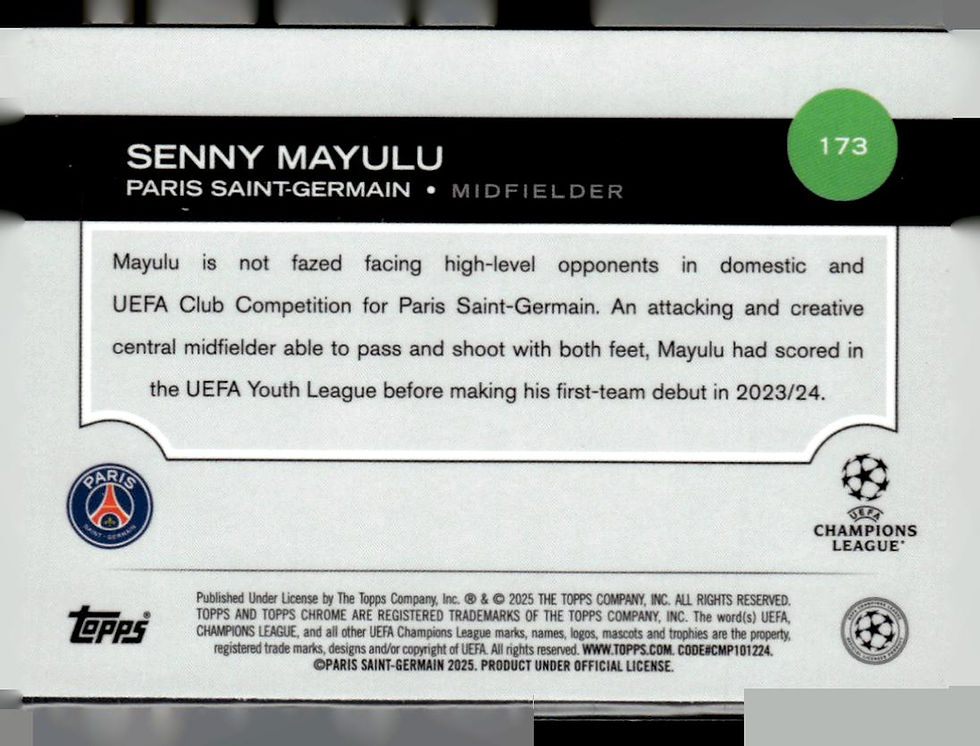 173
SENNY MAYULU
PARIS SAINT-GERMAIN • MIDFIELDER
Mayulu is not fazed facing high-level opponents in domestic and
UEFA Club Competition for Paris Saint-Germain. An attacking and creative
central midfielder able to pass and shoot with both feet, Mayulu had scored in
the UEFA Youth League before making his first-team debut in 2023/24.
PARIS
SAINT-GERMAIN
UEFA
CHAMPIONS
LEAGUE®
Topps®
Published Under License by The Topps Company, Inc. ® & © 2025 THE TOPPS COMPANY, INC. ALL RIGHTS RESERVED.
TOPPS AND TOPPS CHROME ARE REGISTERED TRADEMARKS OF THE TOPPS COMPANY, INC. The word(s) UEFA,
CHAMPIONS LEAGUE, and all other UEFA Champions League marks, names, logos, mascots and trophies are the property,
registered trade marks, designs and/or copyright of UEFA. All rights reserved. WWW.TOPPS.COM. CODE#CMP101224.
©PARIS SAINT-GERMAIN 2025. PRODUCT UNDER OFFICIAL LICENSE.